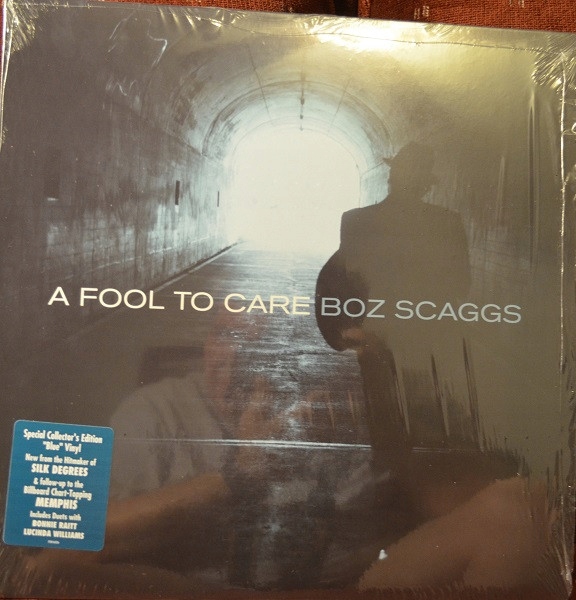 A FOOL TO CARE BOZ SCAGGS
Special Collector's Edition
"Blue" Vinyl
New from the Hitmaker of
SILK DEGREES
& follow-up to the
Billboard Chart-Topping
MEMPHIS
Includes Duets with
BONNIE RAITT
LUCINDA WILLIAMS